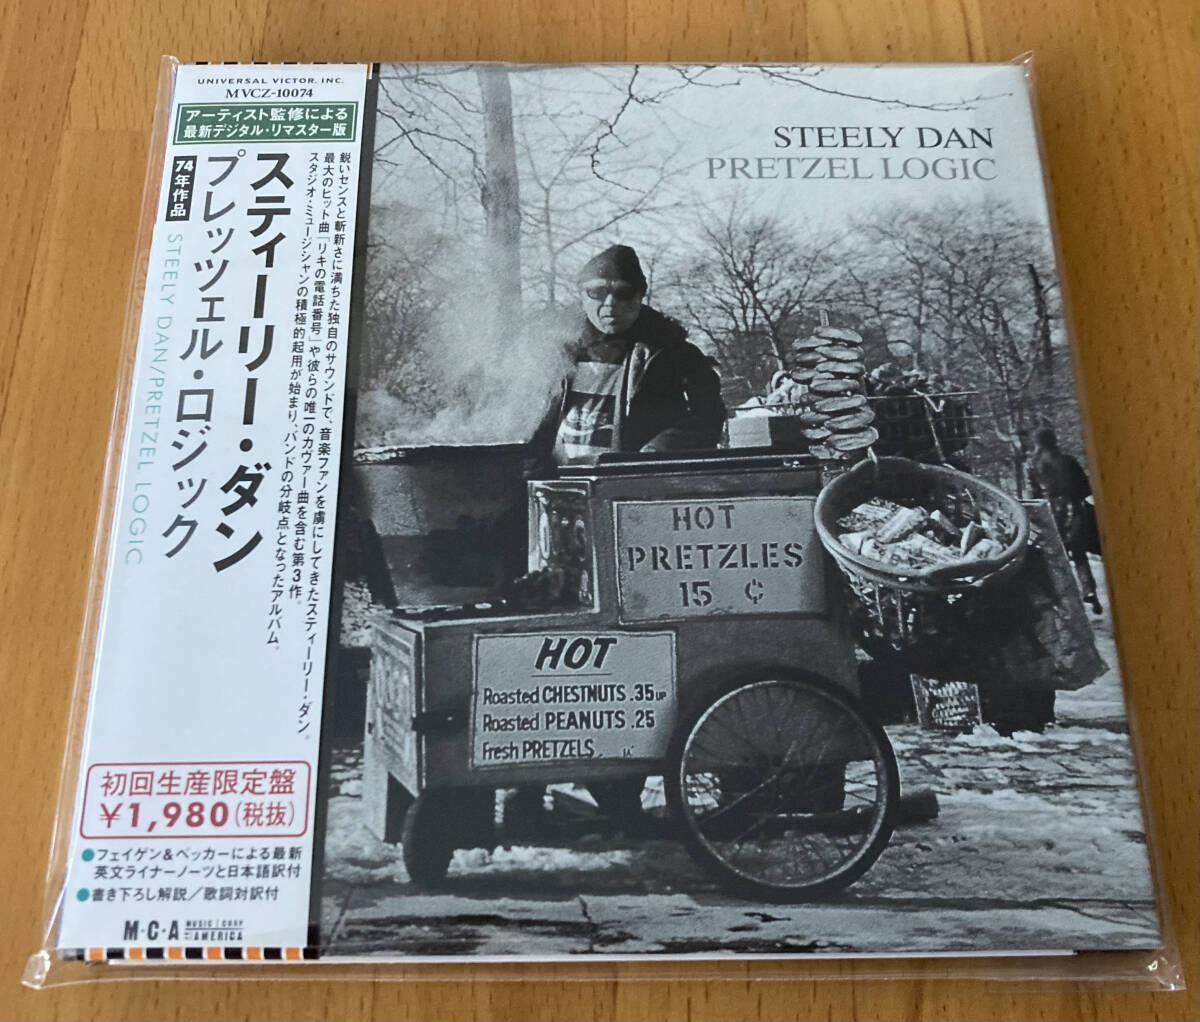 UNIVERSAL VICTOR, INC.
MVCZ-10074
アーティスト監修による
最新デジタル・リマスター版
鋭いセンスと斬新さに満ちた独自のサウンドで、音楽ファンを虜にしてきたスティーリー・ダン。
最大のヒット曲「リキの電話番号」や彼らの唯一のカヴァー曲を含む第3作。
スタジオ・ミュージシャンの積極的起用が始まり、バンドの分岐点となったアルバム。
スティーリー・ダン
プレッツェル・ロジック
74年作品
STEELY DAN/PRETZEL LOGIC
初回生産限定盤
¥1,980(税抜)
●フェイゲン&ベッカーによる最新
英文ライナーノーツと日本語訳付
●書き下ろし解説/歌詞対訳付
M·C·A MUSIC CORP
OF AMERICA
STEELY DAN
PRETZEL LOGIC
HOT
PRETZLES
15 ¢
HOT
Roasted CHESTNUTS .35 UP
Roasted PEANUTS .25
Fresh PRETZELS